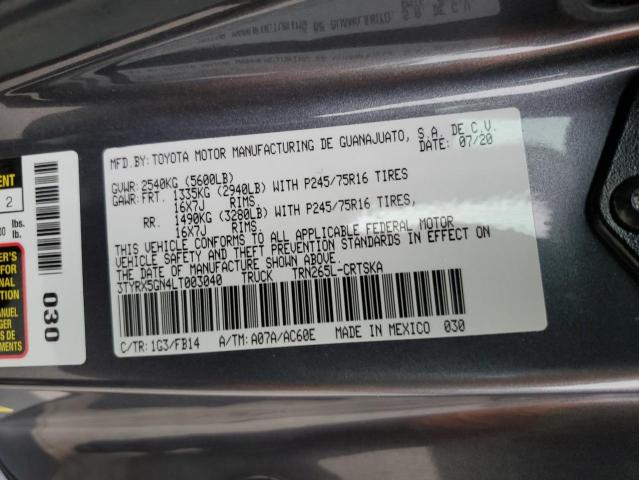 MFD.BY:TOYOTA MOTOR MANUFACTURING DE GUANAJUATO, S.A. DE C.V.
DATE: 07/20
GVWR:2540KG (5600LB)
GAWR:FRT. 1335KG (2940LB) WITH P245/75R16 TIRES
16X7J RIMS,
RR. 1490KG (3280LB) WITH P245/75R16 TIRES,
16X7J RIMS.
THIS VEHICLE CONFORMS TO ALL APPLICABLE FEDERAL MOTOR
VEHICLE SAFETY AND THEFT PREVENTION STANDARDS IN EFFECT ON
THE DATE OF MANUFACTURE SHOWN ABOVE.
3TYRX5GN4LT003040 TRUCK TRN265L-CRTSKA
C/TR:1G3/FB14 A/TM:A07A/AC60E MADE IN MEXICO 030
ENT
2
lbs.
lb.
030